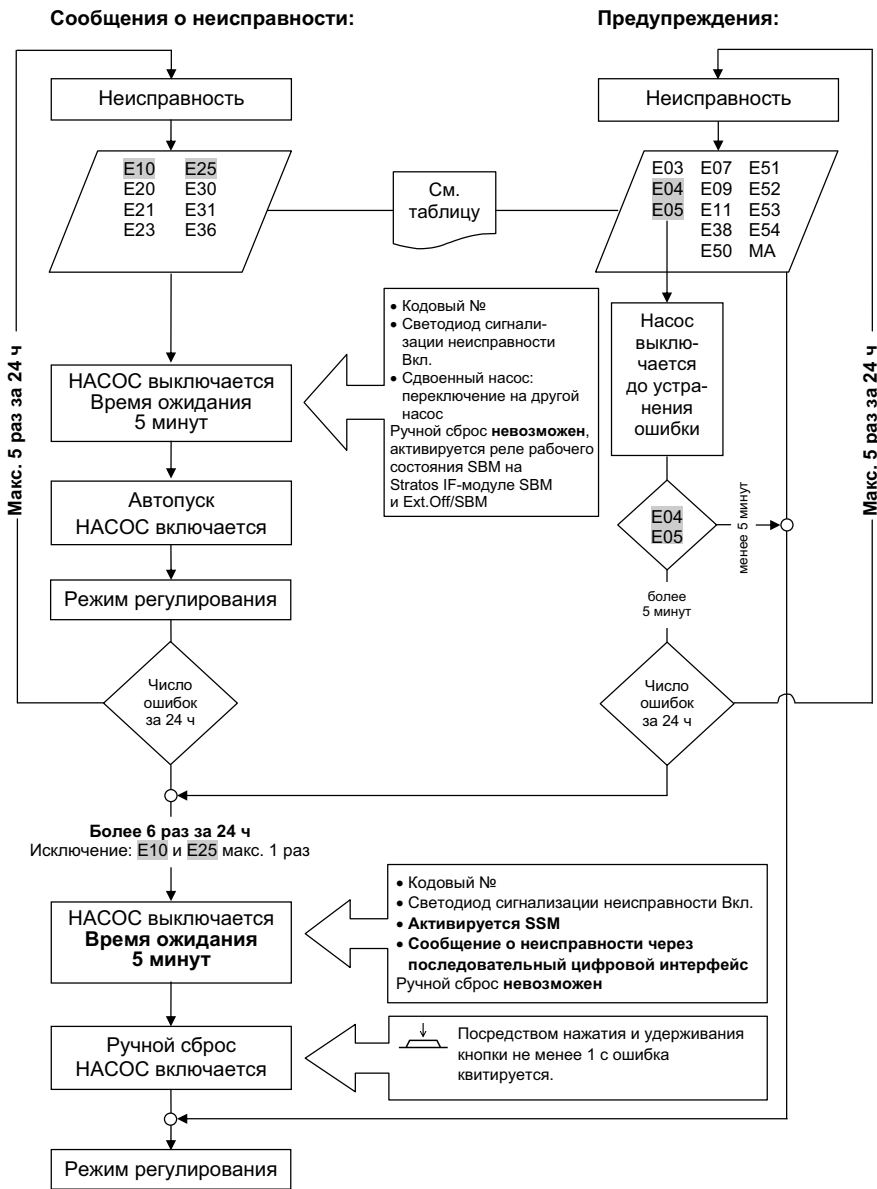 Сообщения о неисправности:
Предупреждения:
Неисправность
Неисправность
E10 E25
E20 E30
E21 E31
E23 E36
См.
таблицу
E03 E07 E51
E04 E09 E52
E05 E11 E53
E38 E54
E50 MA
Макс. 5 раз за 24 ч
• Кодовый №
• Светодиод сигнали-
зации неисправности
Вкл.
• Сдвоенный насос:
переключение на другой
насос
Ручной сброс невозможен,
активируется реле рабочего
состояния SBM на
Stratos IF-модуле SBM
и Ext.Off/SBM
Насос
выклю-
чается
до устра-
нения
ошибки
Макс. 5 раз за 24 ч
НАСОС выключается
Время ожидания
5 минут
Автопуск
НАСОС включается
E04
E05
менее 5 минут
Режим регулирования
более
5 минут
Число
ошибок
за 24 ч
Число
ошибок
за 24 ч
Более 6 раз за 24 ч
Исключение: E10 и E25 макс. 1 раз
НАСОС выключается
Время ожидания
5 минут
• Кодовый №
• Светодиод сигнализации неисправности Вкл.
• Активируется SSM
• Сообщение о неисправности через
последовательный цифровой интерфейс
Ручной сброс невозможен
Ручной сброс
НАСОС включается
Посредством нажатия и удерживания
кнопки не менее 1 с ошибка
квитируется.
Режим регулирования